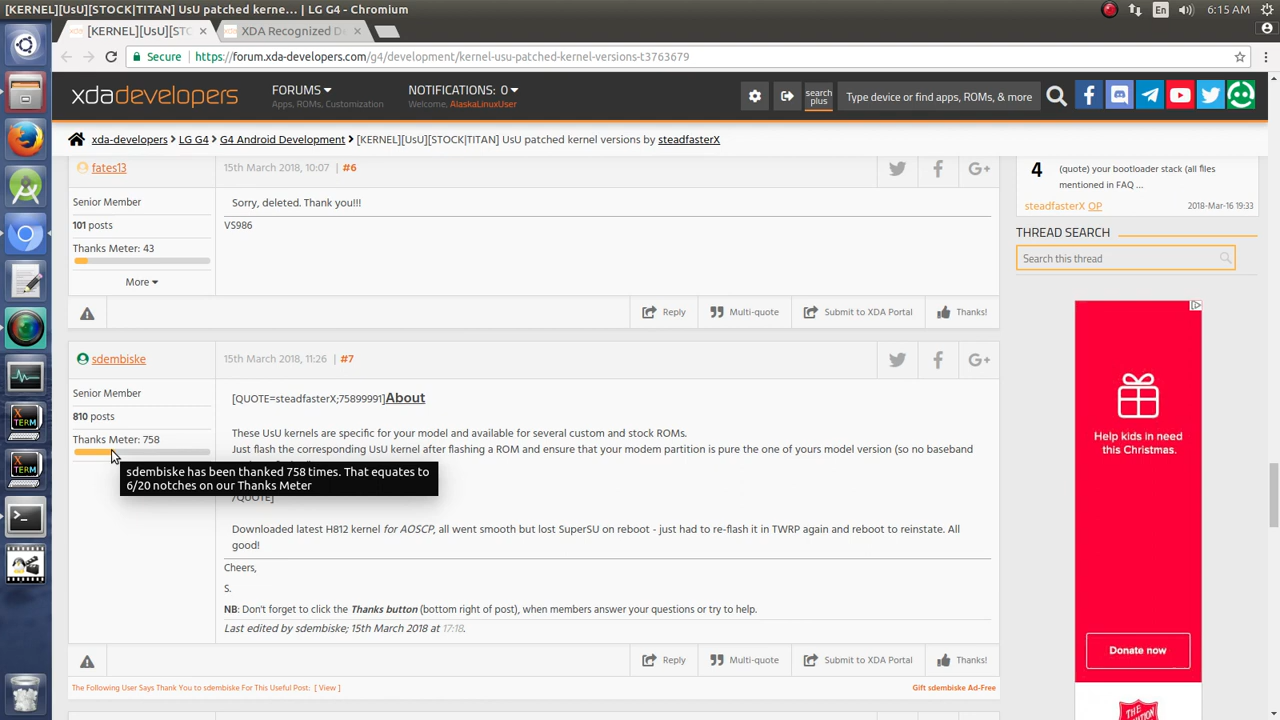 [KERNEL][UsU][STOCK|TITAN] UsU patched kerne... | LG G4 - Chromium
En
6:15 AM
[KERNEL][UsU][STC
XDA Recognized De
Secure
https://forum.xda-developers.com/g4/development/kernel-usu-patched-kernel-versions-t3763679
xdadevelopers
FORUMS
Apps, ROMs, Customization
NOTIFICATIONS: 0
Welcome, AlaskaLinuxUser
search
plus
Type device or find apps, ROMs, & more
xda-developers
LG G4
G4 Android Development
[KERNEL][UsU][STOCK|TITAN] UsU patched kernel versions by steadfasterX
fates13
15th March 2018, 10:07 | #6
G+
Senior Member
101 posts
Thanks Meter: 43
More
Sorry, deleted. Thank you!!!
VS986
Reply
Multi-quote
Submit to XDA Portal
Thanks!
sdembiske
15th March 2018, 11:26 | #7
G+
Senior Member
810 posts
Thanks Meter: 758
sdembiske has been thanked 758 times. That equates to
6/20 notches on our Thanks Meter
[QUOTE=steadfasterX;75899991]About
These UsU kernels are specific for your model and available for several custom and stock ROMs.
Just flash the corresponding UsU kernel after flashing a ROM and ensure that your modem partition is pure the one of yours model version (so no baseband
/QUOTE]
Downloaded latest H812 kernel for AOSCP, all went smooth but lost SuperSU on reboot - just had to re-flash it in TWRP again and reboot to reinstate. All
good!
Cheers,
S.
NB: Don't forget to click the Thanks button (bottom right of post), when members answer your questions or try to help.
Last edited by sdembiske; 15th March 2018 at 17:18.
Reply
Multi-quote
Submit to XDA Portal
Thanks!
The Following User Says Thank You to sdembiske For This Useful Post: [ View ]
Gift sdembiske Ad-Free
4
(quote) your bootloader stack (all files
mentioned in FAQ ...
steadfasterX OP
2018-Mar-16 19:33
THREAD SEARCH
Search this thread
Help kids in need
this Christmas.
Donate now
THE
X
TERM
X
TERM